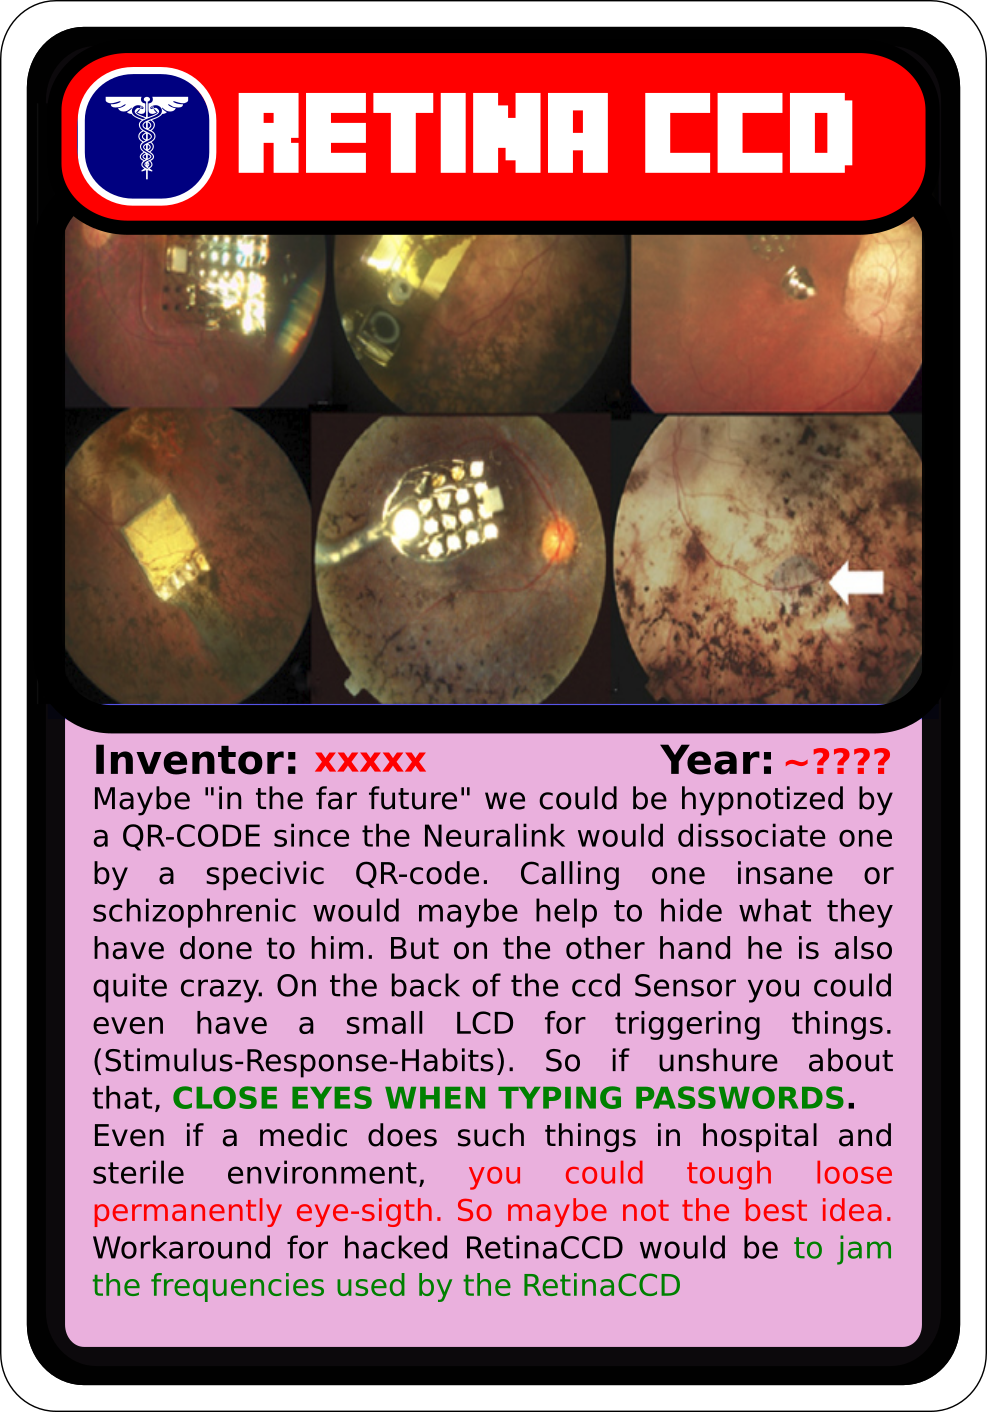 RETINA CCD
Inventor: xxxxx Year: ~????
Maybe "in the far future" we could be hypnotized by
a QR-CODE since the Neuralink would dissociate one
by a specivic QR-code. Calling one insane or
schizophrenic would maybe help to hide what they
have done to him. But on the other hand he is also
quite crazy. On the back of the ccd Sensor you could
even have a small LCD for triggering things.
(Stimulus-Response-Habits). So if unshure about
that, CLOSE EYES WHEN TYPING PASSWORDS.
Even if a medic does such things in hospital and
sterile environment, you could tough loose
permanently eye-sigth. So maybe not the best idea.
Workaround for hacked RetinaCCD would be to jam
the frequencies used by the RetinaCCD